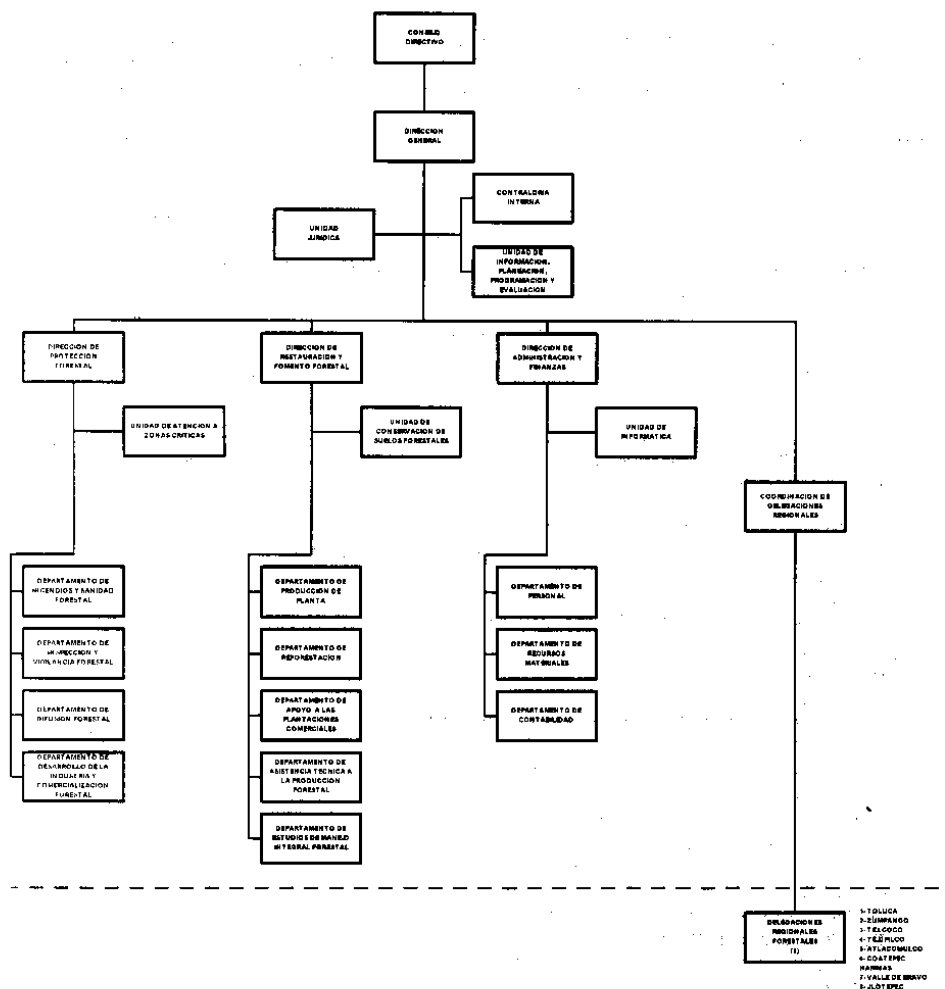 CONSEJO
DIRECTIVO
DIRECCION
GENERAL
CONTRALORIA
INTERNA
UNIDAD
JURIDICA
UNIDAD DE
INFORMACION,
PLANEACION,
PROGRAMACION Y
EVALUACION
DIRECCION DE
PROTECCION
FORESTAL
DIRECCION DE
RESTAURACION Y
FOMENTO FORESTAL
DIRECCION DE
ADMINISTRACION Y
FINANZAS
UNIDAD DE ATENCION A
ZONAS CRITICAS
UNIDAD DE
CONSERVACION DE
SUELOS FORESTALES
UNIDAD DE
INFORMATICA
COORDINACION DE
DELEGACIONES
REGIONALES
DEPARTAMENTO DE
INCENDIOS Y SANIDAD
FORESTAL
DEPARTAMENTO DE
INSPECCION Y
VIGILANCIA FORESTAL
DEPARTAMENTO DE
DIFUSION FORESTAL
DEPARTAMENTO DE
DESARROLLO DE LA
INDUSTRIA Y
COMERCIALIZACION
FORESTAL
DEPARTAMENTO DE
PRODUCCION DE
PLANTA
DEPARTAMENTO DE
REFORESTACION
DEPARTAMENTO DE
APOYO A LAS
PLANTACIONES
COMERCIALES
DEPARTAMENTO DE
ASISTENCIA TECNICA A
LA PRODUCCION
FORESTAL
DEPARTAMENTO DE
ESTUDIOS DE MANEJO
INTEGRAL FORESTAL
DEPARTAMENTO DE
PERSONAL
DEPARTAMENTO DE
RECURSOS
MATERIALES
DEPARTAMENTO DE
CONTABILIDAD
DELEGACIONES
REGIONALES
FORESTALES
1-TOLUCA
2-ZUMPANGO
3-TEXCOCO
4-TEJUPILCO
5-ATLACOMULCO
6-COATEPEC
HARINAS
7-VALLE DE BRAVO
8-JILOTEPEC